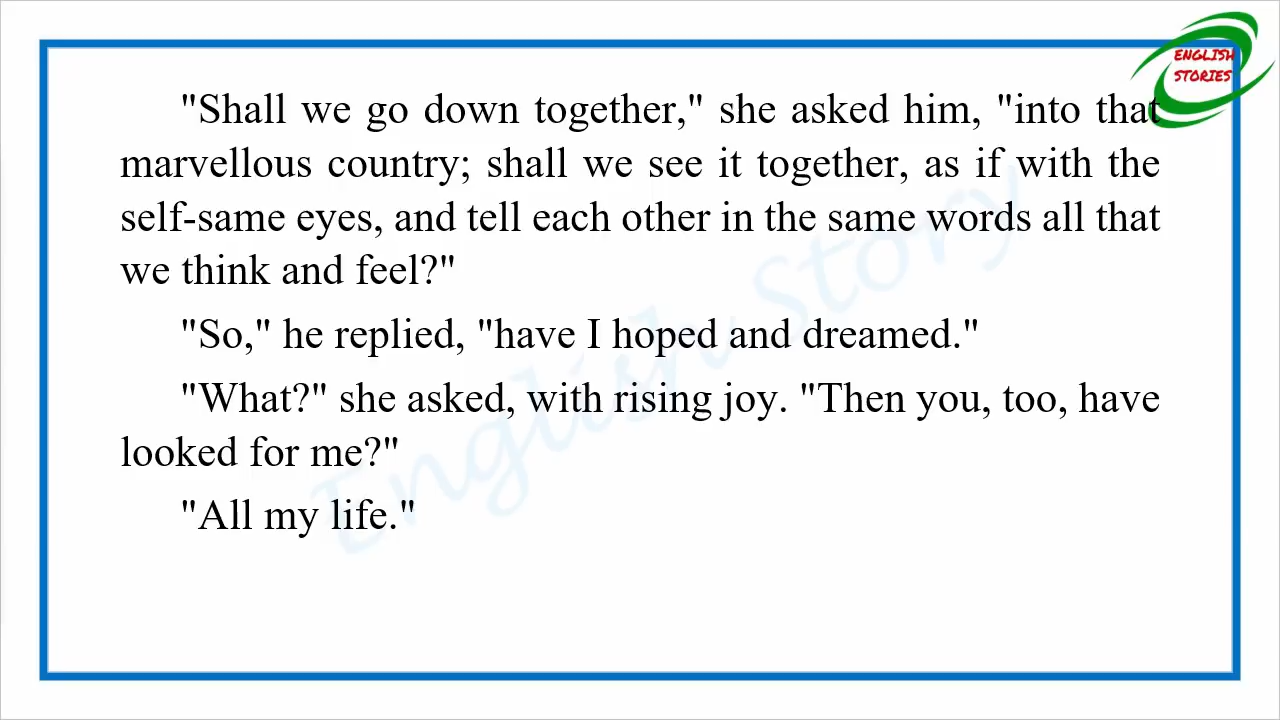 ENGLISH
STORIES
"Shall we go down together," she asked him, "into that
marvellous country; shall we see it together, as if with the
self-same eyes, and tell each other in the same words all that
we think and feel?"
"So," he replied, "have I hoped and dreamed."
"What?" she asked, with rising joy. "Then you, too, have
looked for me?"
"All my life."
English Story